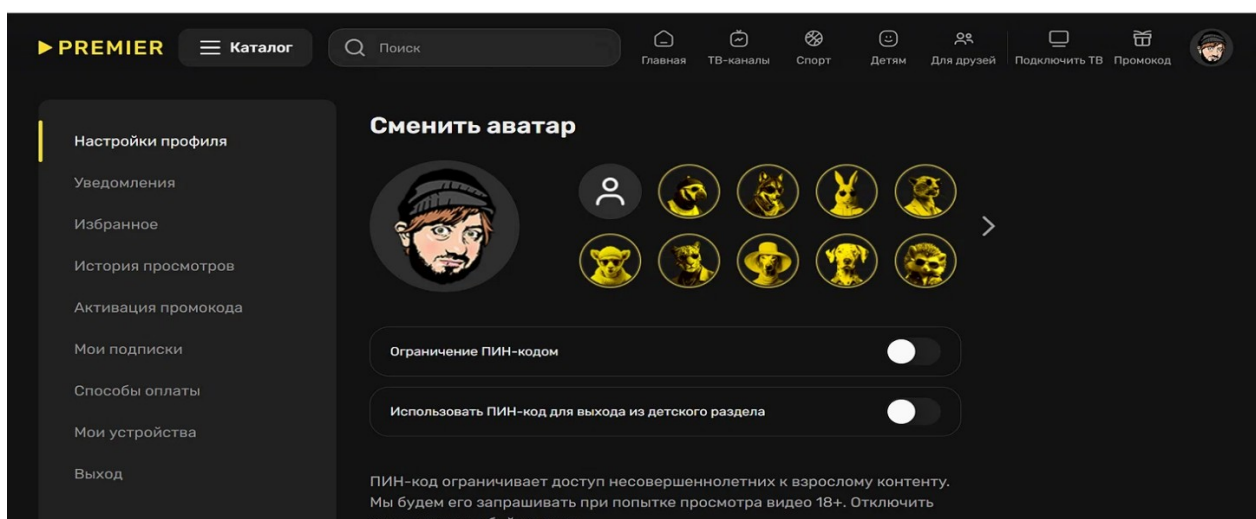 PREMIER
Каталог
Поиск
Главная
ТВ-каналы
Спорт
Детям
Для друзей
Подключить ТВ
Промокод
Настройки профиля
Уведомления
Избранное
История просмотров
Активация промокода
Мои подписки
Способы оплаты
Мои устройства
Выход
Сменить аватар
Ограничение ПИН-кодом
Использовать ПИН-код для выхода из детского раздела
ПИН-код ограничивает доступ несовершеннолетних к взрослому контенту.
Мы будем его запрашивать при попытке просмотра видео 18+. Отключить